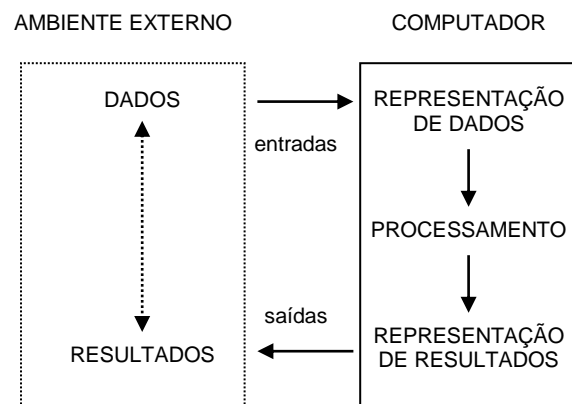 AMBIENTE EXTERNO
COMPUTADOR
DADOS
entradas
REPRESENTAÇÃO
DE DADOS
PROCESSAMENTO
saídas
RESULTADOS
REPRESENTAÇÃO
DE RESULTADOS